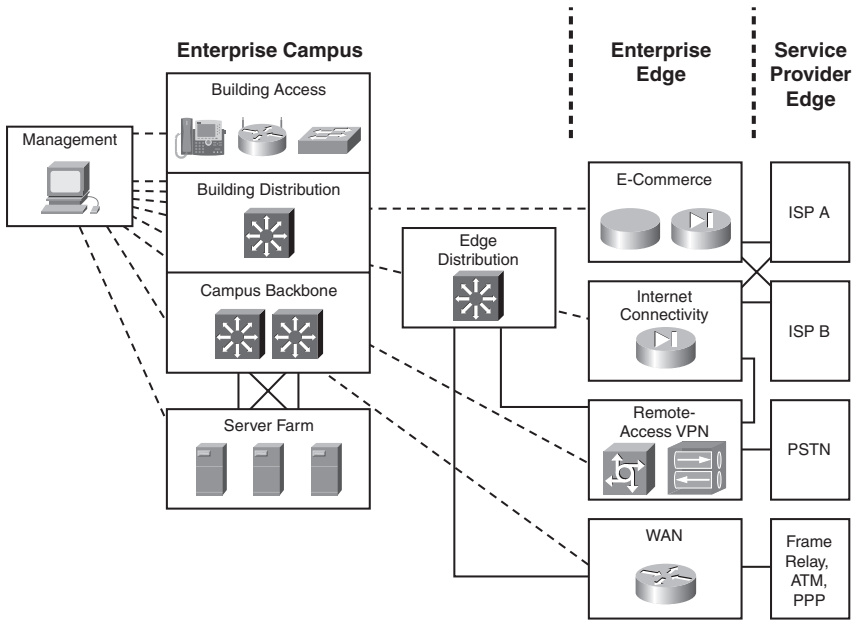 Enterprise Campus
Enterprise
Edge
Service
Provider
Edge
Building Access
Management
Building Distribution
E-Commerce
ISP A
Edge
Distribution
Campus Backbone
Internet
Connectivity
ISP B
Server Farm
Remote-
Access VPN
PSTN
WAN
Frame
Relay,
ATM,
PPP